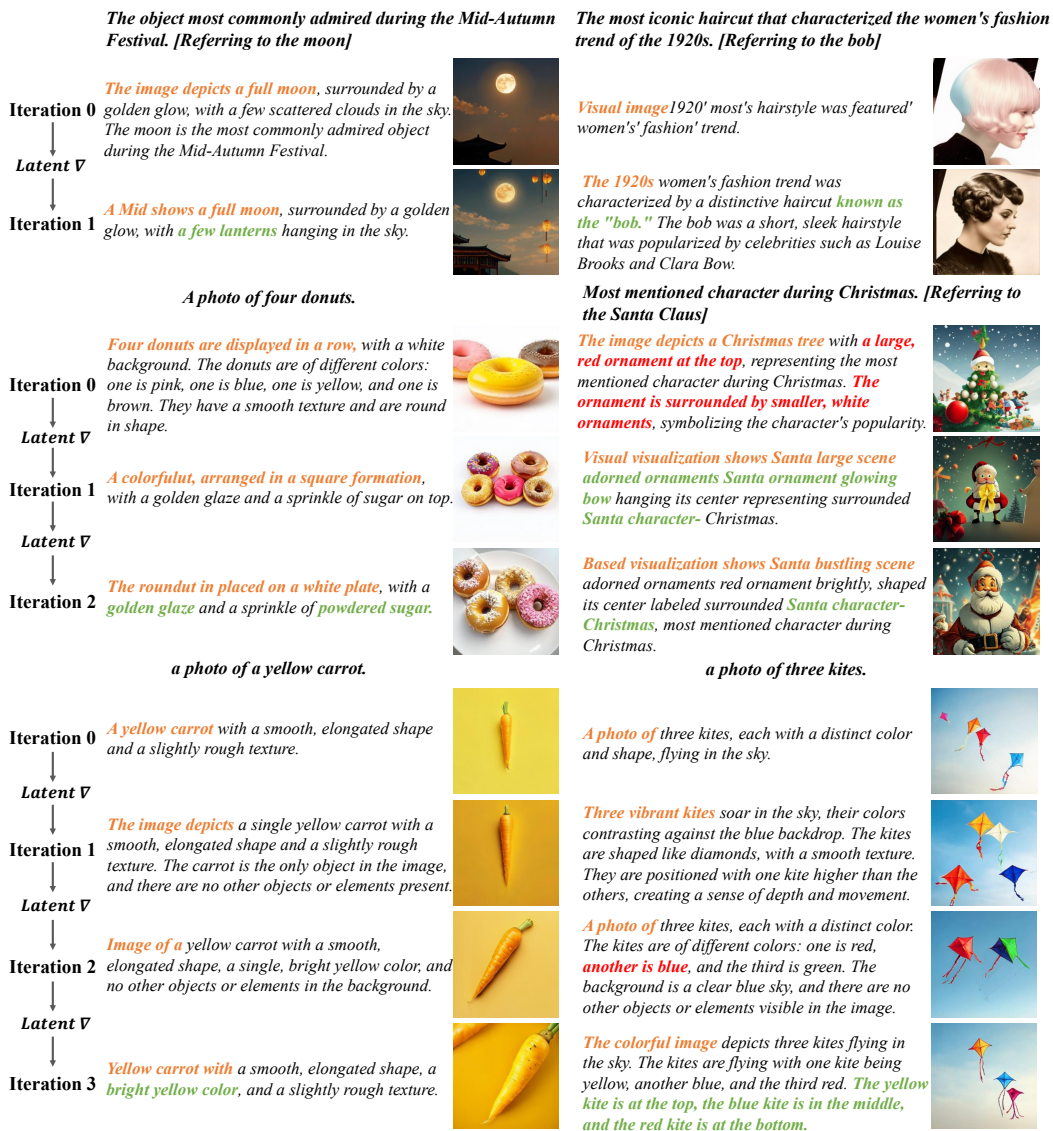 The object most commonly admired during the Mid-Autumn
Festival. [Referring to the moon]
Iteration 0
Latent ∇
Iteration 1
The image depicts a full moon, surrounded by a
golden glow, with a few scattered clouds in the sky.
The moon is the most commonly admired object
during the Mid-Autumn Festival.
A Mid shows a full moon, surrounded by a golden
glow, with a few lanterns hanging in the sky.
The most iconic haircut that characterized the women's fashion
trend of the 1920s. [Referring to the bob]
Visual image1920' most's hairstyle was featured'
women's' fashion' trend.
The 1920s women's fashion trend was
characterized by a distinctive haircut known as
the "bob." The bob was a short, sleek hairstyle
that was popularized by celebrities such as Louise
Brooks and Clara Bow.
A photo of four donuts.
Iteration 0
Latent ∇
Iteration 1
Latent ∇
Iteration 2
Four donuts are displayed in a row, with a white
background. The donuts are of different colors:
one is pink, one is blue, one is yellow, and one is
brown. They have a smooth texture and are round
in shape.
A colorfulut, arranged in a square formation,
with a golden glaze and a sprinkle of sugar on top.
The roundut in placed on a white plate, with a
golden glaze and a sprinkle of powdered sugar.
Most mentioned character during Christmas. [Referring to
the Santa Claus]
The image depicts a Christmas tree with a large,
red ornament at the top, representing the most
mentioned character during Christmas. The
ornament is surrounded by smaller, white
ornaments, symbolizing the character's popularity.
Visual visualization shows Santa large scene
adorned ornaments Santa ornament glowing
bow hanging its center representing surrounded
Santa character- Christmas.
Based visualization shows Santa bustling scene
adorned ornaments red ornament brightly, shaped
its center labeled surrounded Santa character-
Christmas, most mentioned character during
Christmas.
a photo of a yellow carrot.
Iteration 0
Latent ∇
Iteration 1
Latent ∇
Iteration 2
Latent ∇
Iteration 3
A yellow carrot with a smooth, elongated shape
and a slightly rough texture.
The image depicts a single yellow carrot with a
smooth, elongated shape and a slightly rough
texture. The carrot is the only object in the image,
and there are no other objects or elements present.
Image of a yellow carrot with a smooth,
elongated shape, a single, bright yellow color, and
no other objects or elements in the background.
Yellow carrot with a smooth, elongated shape, a
bright yellow color, and a slightly rough texture.
a photo of three kites.
A photo of three kites, each with a distinct color
and shape, flying in the sky.
Three vibrant kites soar in the sky, their colors
contrasting against the blue backdrop. The kites
are shaped like diamonds, with a smooth texture.
They are positioned with one kite higher than the
others, creating a sense of depth and movement.
A photo of three kites, each with a distinct color.
The kites are of different colors: one is red,
another is blue, and the third is green. The
background is a clear blue sky, and there are no
other objects or elements visible in the image.
The colorful image depicts three kites flying in
the sky. The kites are flying with one kite being
yellow, another blue, and the third red. The yellow
kite is at the top, the blue kite is in the middle,
and the red kite is at the bottom.